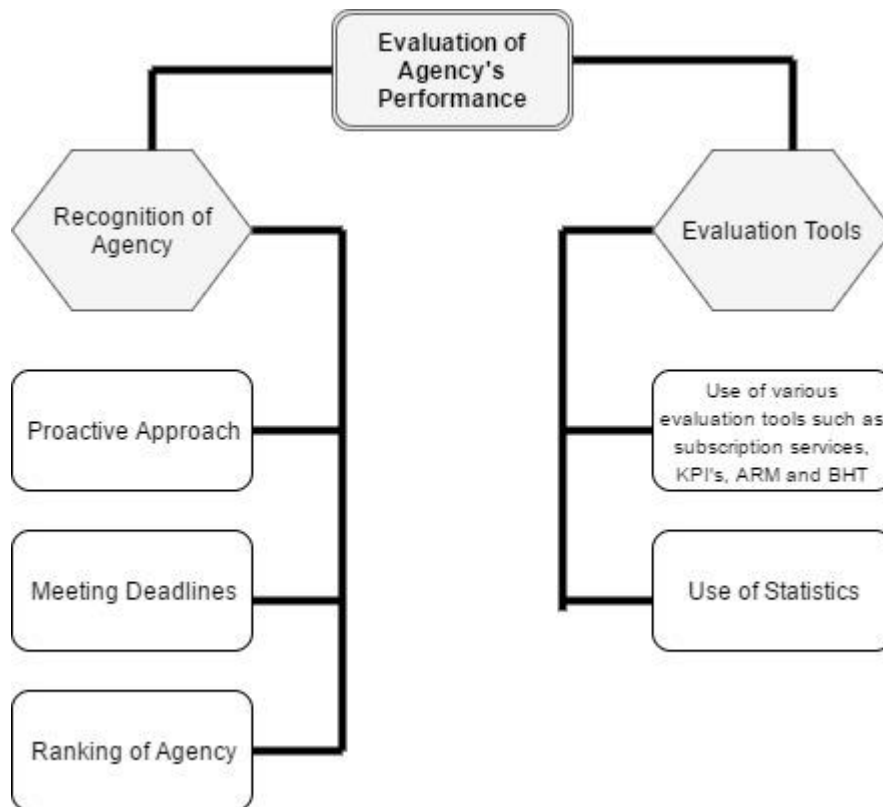 Evaluation of
Agency's
Performance
Recognition of
Agency
Evaluation Tools
Proactive Approach
Use of various
evaluation tools such as
subscription services,
KPI's, ARM and BHT
Meeting Deadlines
Use of Statistics
Ranking of Agency